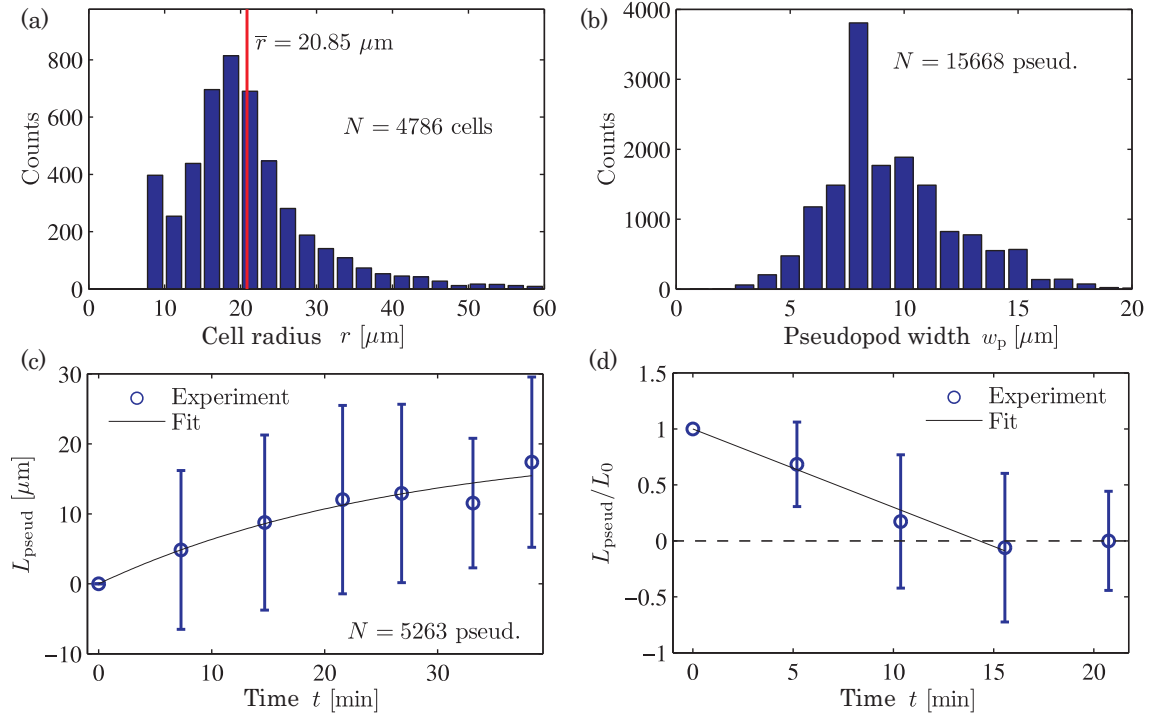 (a)
r̅ = 20.85 μm
N = 4786 cells
Counts
800
600
400
200
0
0 10 20 30 40 50 60
Cell radius r [μm]
(b)
N = 15668 pseud.
Counts
4000
3000
2000
1000
0
0 5 10 15 20
Pseudopod width wₚ [μm]
(c)
Experiment
Fit
N = 5263 pseud.
L_pseud [μm]
30
20
10
0
−10
0 10 20 30
Time t [min]
(d)
Experiment
Fit
L_pseud/L₀
1.5
1
0.5
0
−0.5
−1
0 5 10 15 20
Time t [min]